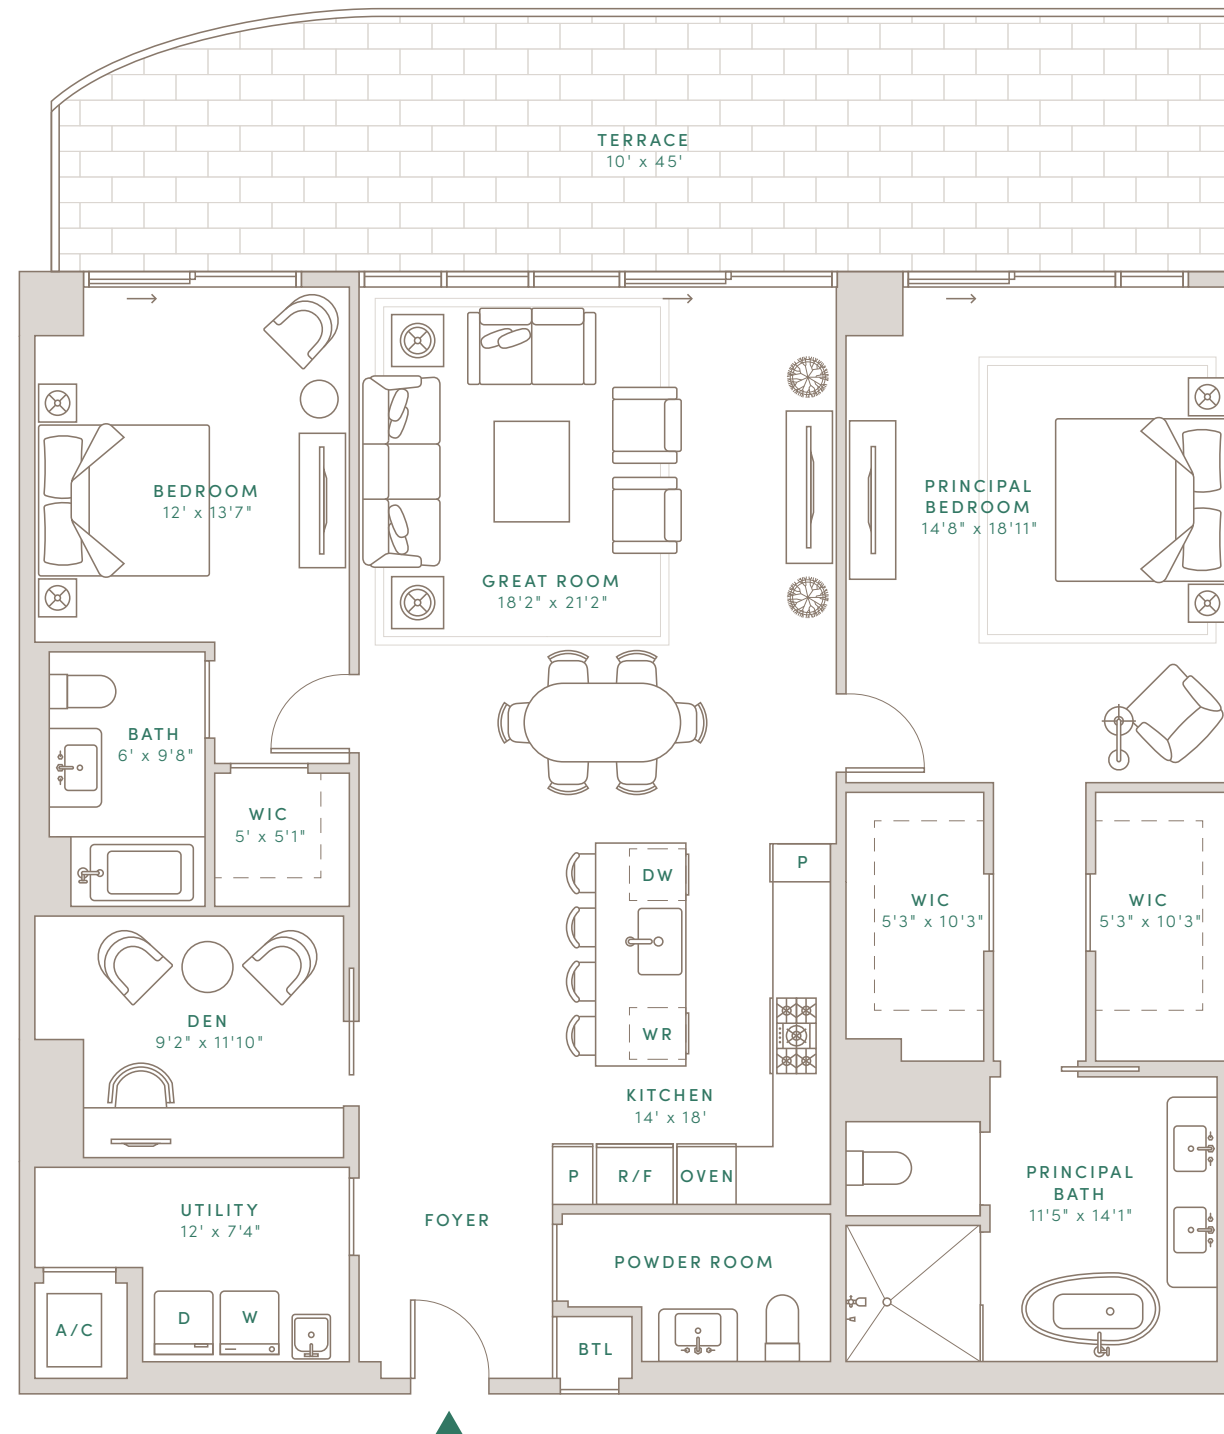 TERRACE
10' x 45'
BEDROOM
12' x 13'7"
GREAT ROOM
18'2" x 21'2"
PRINCIPAL
BEDROOM
14'8" x 18'11"
BATH
6' x 9'8"
WIC
5' x 5'1"
DW
P
WIC
5'3" x 10'3"
WIC
5'3" x 10'3"
DEN
9'2" x 11'10"
WR
KITCHEN
14' x 18'
P
R/F
OVEN
PRINCIPAL
BATH
11'5" x 14'1"
UTILITY
12' x 7'4"
FOYER
POWDER ROOM
A/C
D
W
BTL